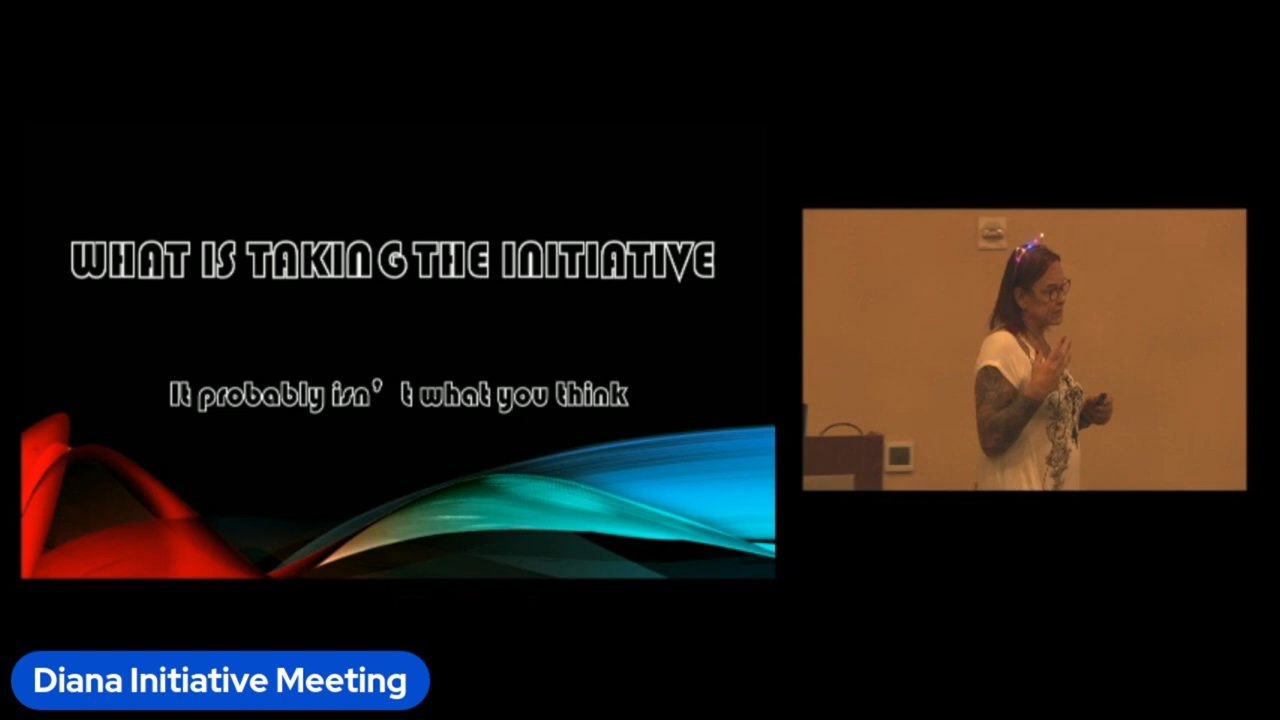 WHAT IS TAKING THE INITIATIVE
It probably isn’t what you think
Diana Initiative Meeting